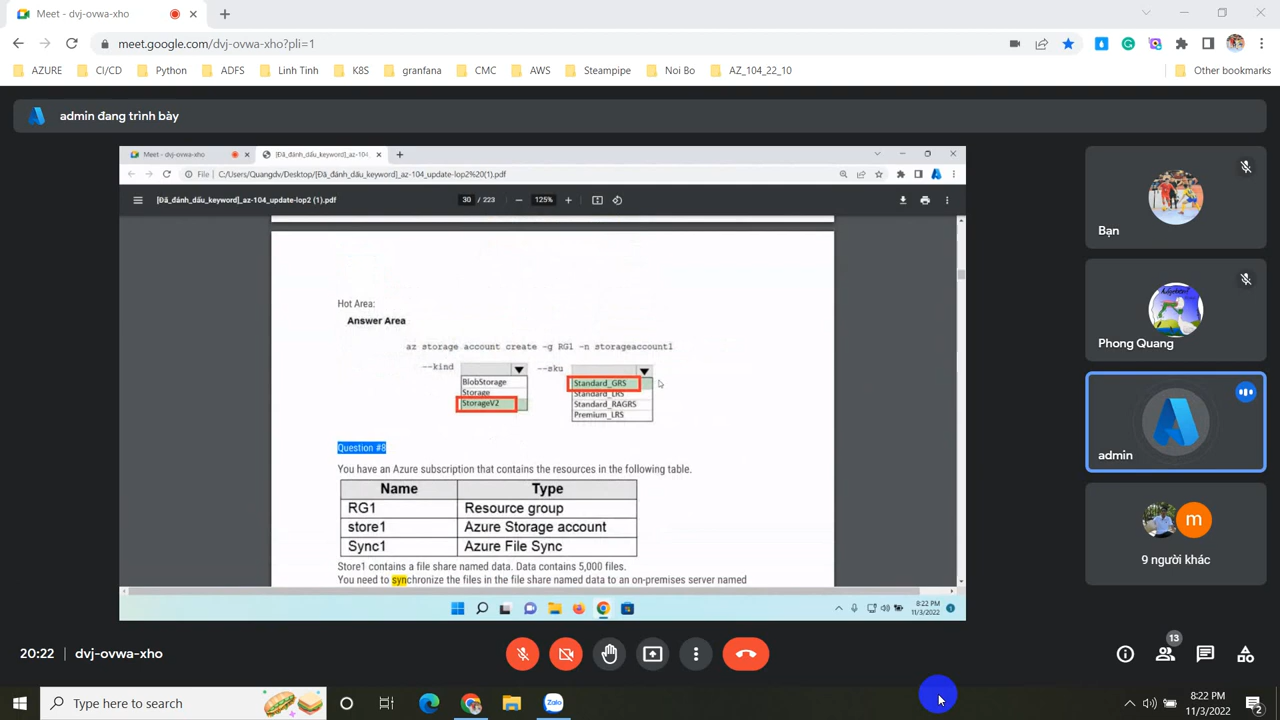 Meet - dvj-ovwa-xho
meet.google.com/dvj-ovwa-xho?pli=1
AZURE CI/CD Python ADFS Linh Tinh K8S granfana CMC AWS Steampipe Noi Bo AZ_104_22_10 Other bookmarks
admin đang trình bày
Meet - dvj-ovwa-xho [Đã_đánh_dấu_keyword]_az-104_
File C:/Users/Quangdv/Desktop/[Đã_đánh_dấu_keyword]_az-104_update-lop2%20(1).pdf
[Đã_đánh_dấu_keyword]_az-104_update-lop2 (1).pdf 30 / 223 125%
Hot Area:
Answer Area
az storage account create -g RG1 -n storageaccount1
--kind --sku
BlobStorage Standard_GRS
Storage Standard_LRS
StorageV2 Standard_RAGRS
Premium_LRS
Question #8
You have an Azure subscription that contains the resources in the following table.
Name Type
RG1 Resource group
store1 Azure Storage account
Sync1 Azure File Sync
Store1 contains a file share named data. Data contains 5,000 files.
You need to synchronize the files in the file share named data to an on-premises server named
8:22 PM
11/3/2022
Bạn
Phong Quang
admin
m
9 người khác
20:22 dvj-ovwa-xho
13
Type here to search
Zalo
8:22 PM
11/3/2022
2